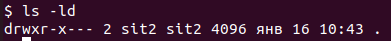 $ ls -ld
drwxr-x--- 2 sit2 sit2 4096 янв 16 10:43 .